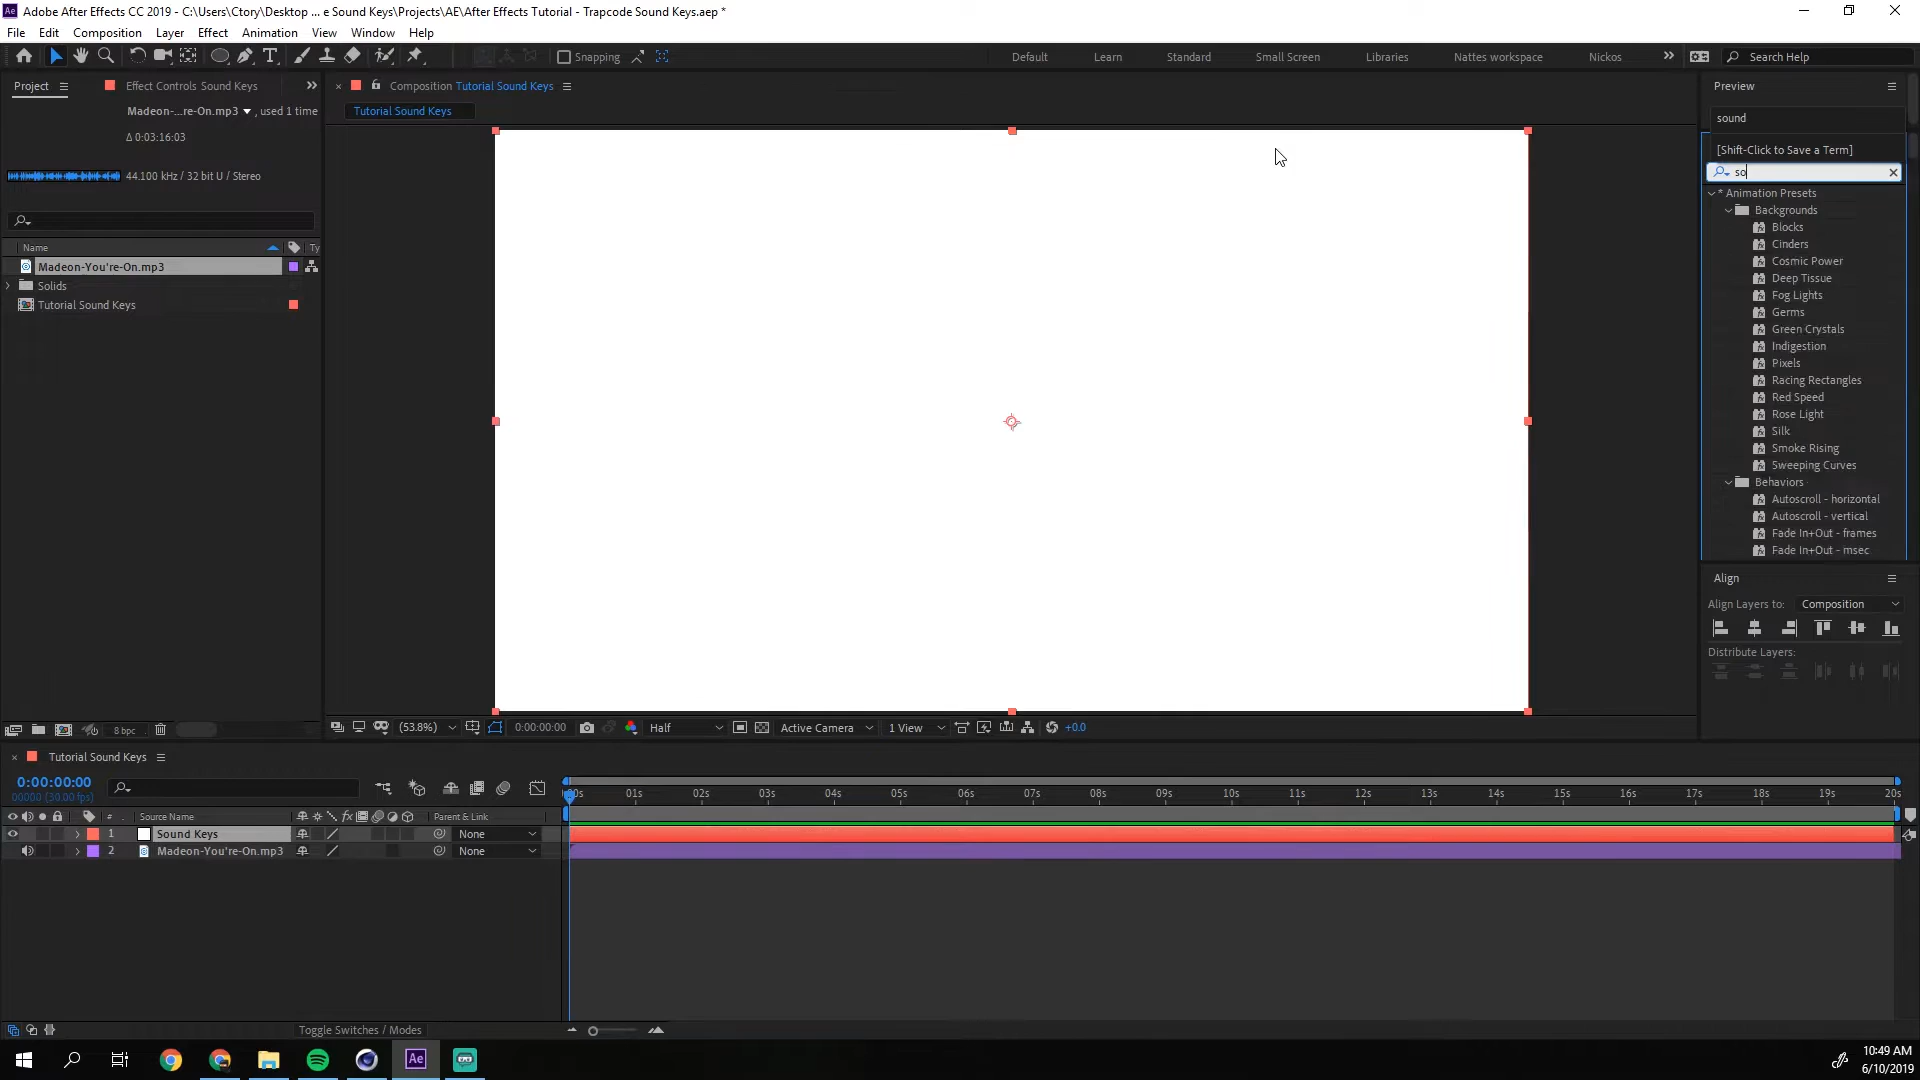 Adobe After Effects CC 2019 - C:\Users\Ctory\Desktop ... e Sound Keys\Projects\AE\After Effects Tutorial - Trapcode Sound Keys.aep *
File Edit Composition Layer Effect Animation View Window Help
Snapping Default Learn Standard Small Screen Libraries Nattes workspace Nickos Search Help
Project Effect Controls Sound Keys
Composition Tutorial Sound Keys
Preview
Madeon-...re-On.mp3 , used 1 time
Tutorial Sound Keys
sound
Δ 0:03:16:03
[Shift-Click to Save a Term]
44.100 kHz / 32 bit U / Stereo
so
* Animation Presets
Backgrounds
Blocks
Cinders
Cosmic Power
Deep Tissue
Fog Lights
Germs
Green Crystals
Indigestion
Pixels
Racing Rectangles
Red Speed
Rose Light
Silk
Smoke Rising
Sweeping Curves
Behaviors
Autoscroll - horizontal
Autoscroll - vertical
Fade In+Out - frames
Fade In+Out - msec
Name Ty
Madeon-You're-On.mp3
Solids
Tutorial Sound Keys
Align
Align Layers to: Composition
Distribute Layers:
8 bpc
(53.8%) 0:00:00:00 Half Active Camera 1 View +0.0
Tutorial Sound Keys
0:00:00:00
00000 (30.00 fps)
00s 01s 02s 03s 04s 05s 06s 07s 08s 09s 10s 11s 12s 13s 14s 15s 16s 17s 18s 19s 20s
# . Source Name Parent & Link
1 Sound Keys None
2 Madeon-You're-On.mp3 None
Toggle Switches / Modes
Ae
10:49 AM
6/10/2019